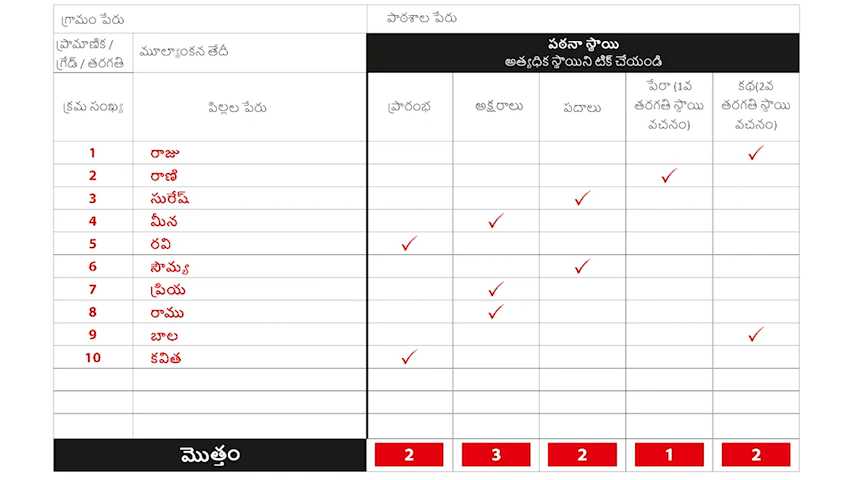 గ్రామం పేరు
పాఠశాల పేరు
ప్రామాణిక /
గ్రేడ్ / తరగతి
మూల్యాంకన తేదీ
పఠనా స్థాయి
అత్యధిక స్థాయిని టిక్ చేయండి
క్రమ సంఖ్య
పిల్లల పేరు
ప్రారంభ
అక్షరాలు
పదాలు
పేరా (1వ
తరగతి స్థాయి
వచనం)
కథ(2వ
తరగతి స్థాయి
వచనం)
1 రాజు ✓
2 రాణి ✓
3 సురేష్ ✓
4 మీన ✓
5 రవి ✓
6 సౌమ్య ✓
7 ప్రియ ✓
8 రాము ✓
9 బాల ✓
10 కవిత ✓
మొత్తం 2 3 2 1 2